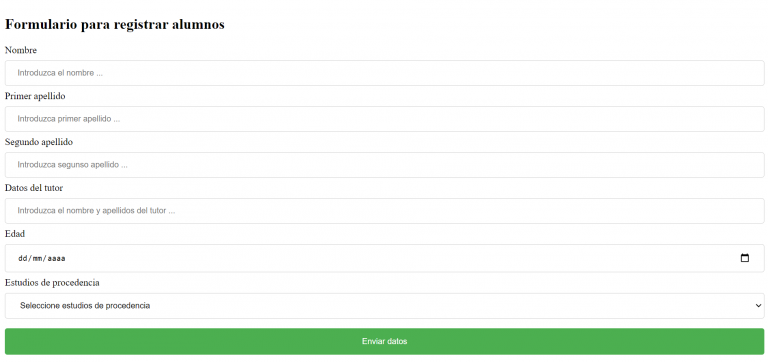 Formulario para registrar alumnos
Nombre
Introduzca el nombre ...
Primer apellido
Introduzca primer apellido ...
Segundo apellido
Introduzca segunso apellido ...
Datos del tutor
Introduzca el nombre y apellidos del tutor ...
Edad
dd/mm/aaaa
Estudios de procedencia
Seleccione estudios de procedencia
Enviar datos